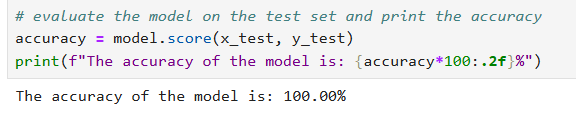 # evaluate the model on the test set and print the accuracy
accuracy = model.score(x_test, y_test)
print(f"The accuracy of the model is: {accuracy*100:.2f}%")
The accuracy of the model is: 100.00%